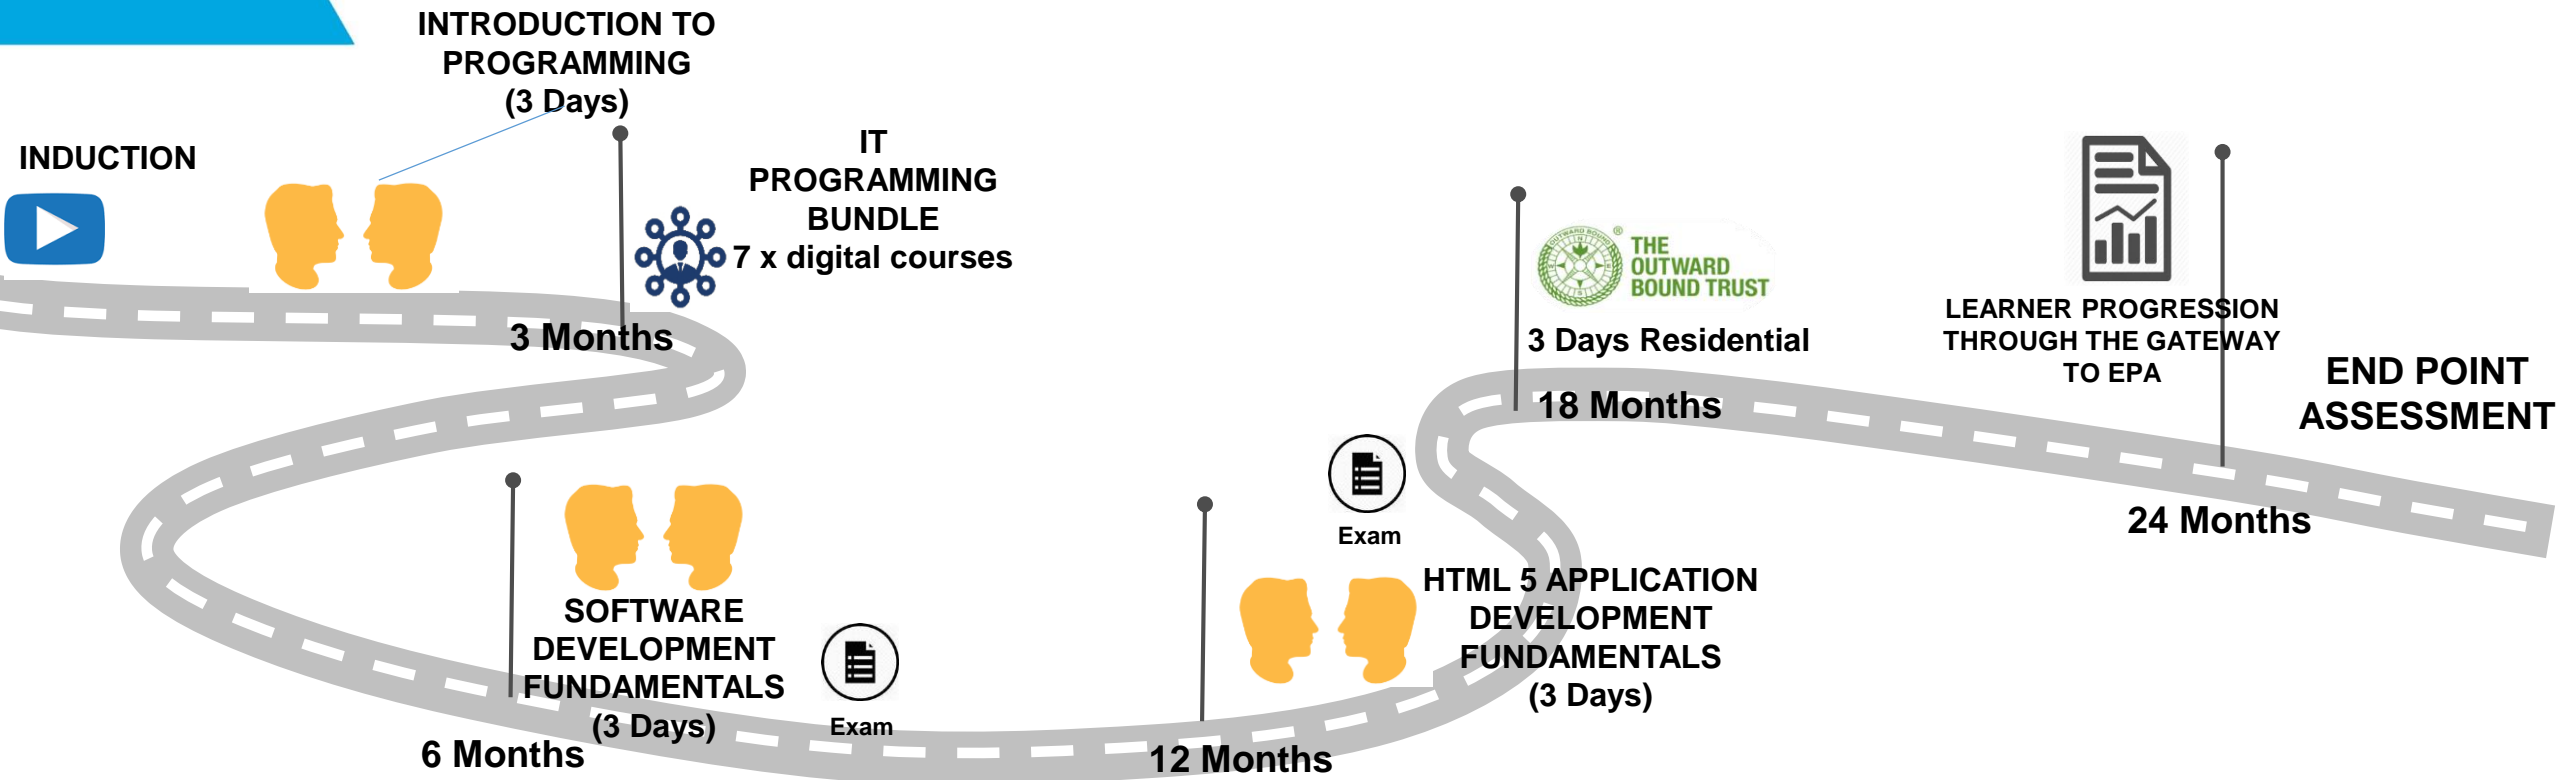 INTRODUCTION TO
PROGRAMMING
(3 Days)
INDUCTION
IT
PROGRAMMING
BUNDLE
7 x digital courses
3 Months
SOFTWARE
DEVELOPMENT
FUNDAMENTALS
(3 Days)
6 Months
Exam
12 Months
HTML 5 APPLICATION
DEVELOPMENT
FUNDAMENTALS
(3 Days)
Exam
OUTWARD BOUND
®
THE
OUTWARD
BOUND TRUST
3 Days Residential
18 Months
LEARNER PROGRESSION
THROUGH THE GATEWAY
TO EPA
24 Months
END POINT
ASSESSMENT